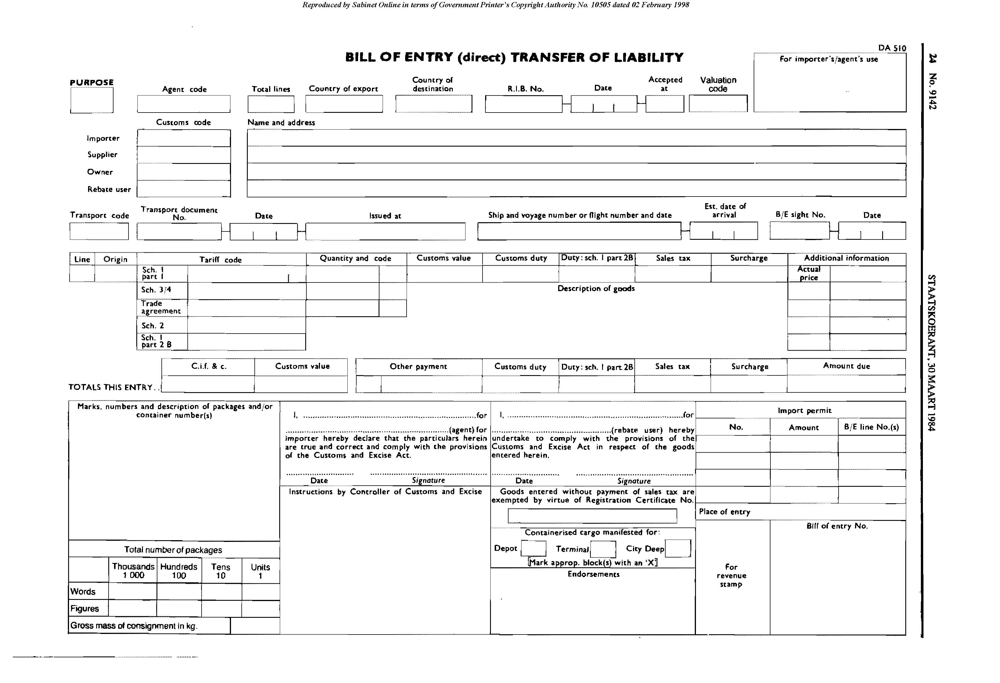 Reproduced by Sabinet Online in terms of Government Printer's Copyright Authority No. 10505 dated 02 February 1998
DA 510
BILL OF ENTRY (direct) TRANSFER OF LIABILITY
For importer's/agent's use
PURPOSE
Agent code
Total lines
Country of export
Country of
destination
R.I.B. No.
Date
Accepted
at
Valuation
code
Customs code
Name and address
Importer
Supplier
Owner
Rebate user
Transport code
Transport document
No.
Date
Issued at
Ship and voyage number or flight number and date
Est. date of
arrival
B/E sight No.
Date
Line
Origin
Tariff code
Quantity and code
Customs value
Customs duty
Duty: sch. 1 part 2B
Sales tax
Surcharge
Additional information
Sch. 1
part 1
Actual
price
Sch. 3/4
Description of goods
Trade
agreement
Sch. 2
Sch. 1
part 2 B
C.i.f. & c.
Customs value
Other payment
Customs duty
Duty: sch. 1 part 2B
Sales tax
Surcharge
Amount due
TOTALS THIS ENTRY..
Marks, numbers and description of packages and/or
container number(s)
I, ..........for
..........(agent) for
importer hereby declare that the particulars herein
are true and correct and comply with the provisions
of the Customs and Excise Act.
Date
Signature
I, ..........for
..........(rebate user) hereby
undertake to comply with the provisions of the
Customs and Excise Act in respect of the goods
entered herein.
Date
Signature
Import permit
No.
Amount
B/E line No.(s)
Instructions by Controller of Customs and Excise
Goods entered without payment of sales tax are
exempted by virtue of Registration Certificate No.
Place of entry
Containerised cargo manifested for:
Depot
Terminal
City Deep
[Mark approp. block(s) with an 'X']
Endorsements
For
revenue
stamp
Bill of entry No.
Total number of packages
Thousands
1 000
Hundreds
100
Tens
10
Units
1
Words
Figures
Gross mass of consignment in kg.
24 No. 9142
STAATSKOERANT, 30 MAART 1984